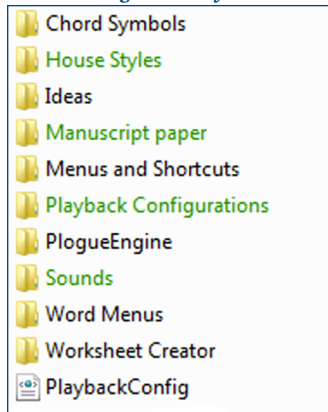 Chord Symbols
House Styles
Ideas
Manuscript paper
Menus and Shortcuts
Playback Configurations
PlogueEngine
Sounds
Word Menus
Worksheet Creator
PlaybackConfig